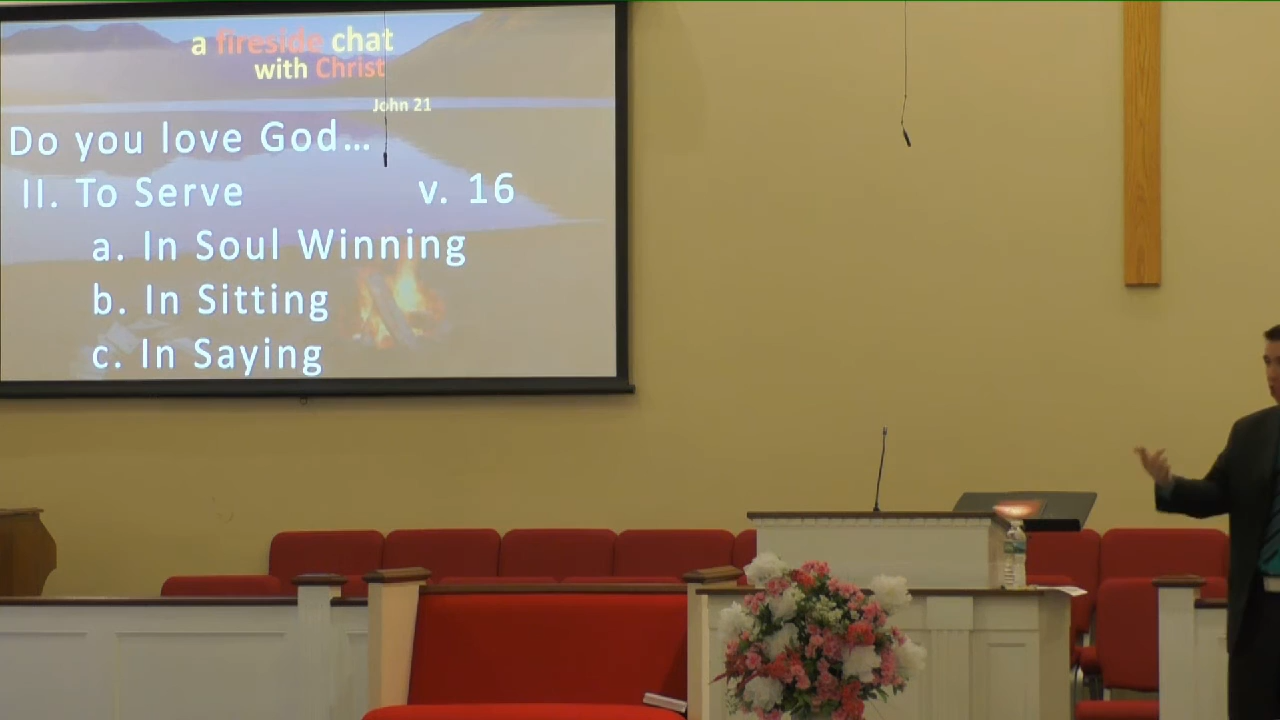 a fireside chat
with Christ
John 21
Do you love God...
II. To Serve v. 16
a. In Soul Winning
b. In Sitting
c. In Saying